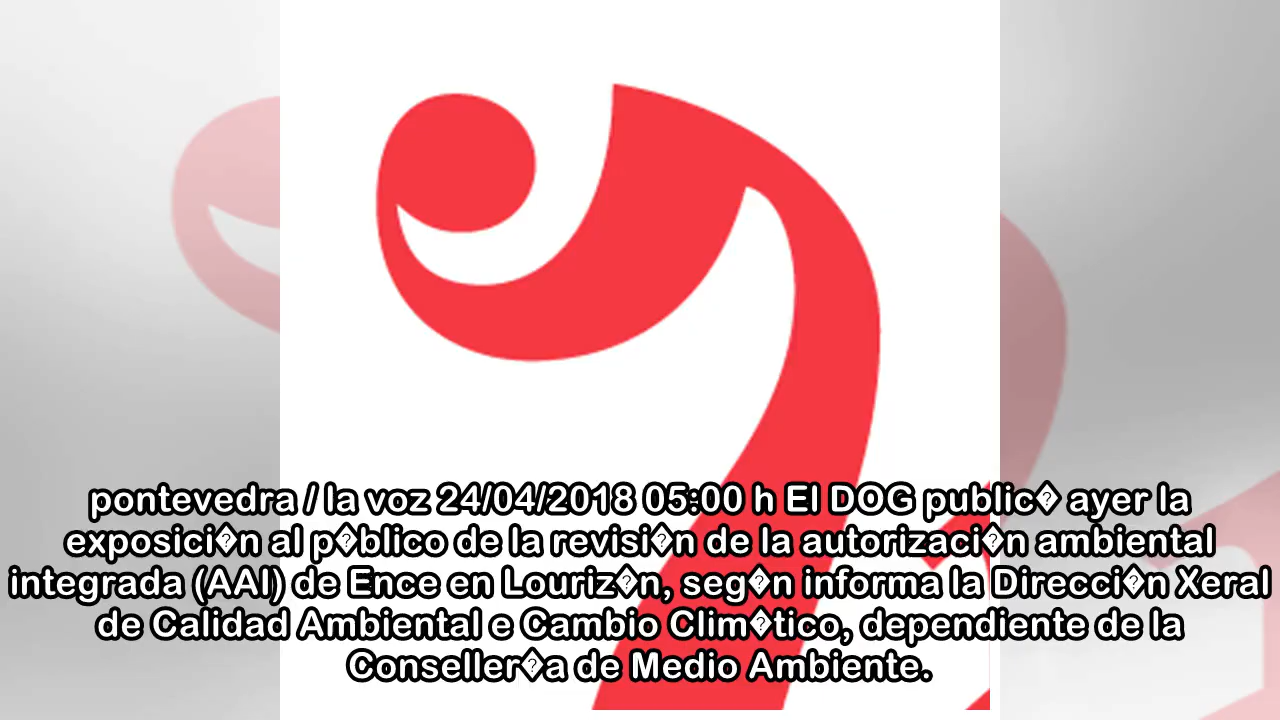 pontevedra / la voz 24/04/2018 05:00 h El DOG public� ayer la
exposici�n al p�blico de la revisi�n de la autorizaci�n ambiental
integrada (AAI) de Ence en Louriz�n, seg�n informa la Direcci�n Xeral
de Calidad Ambiental e Cambio Clim�tico, dependiente de la
Conseller�a de Medio Ambiente.